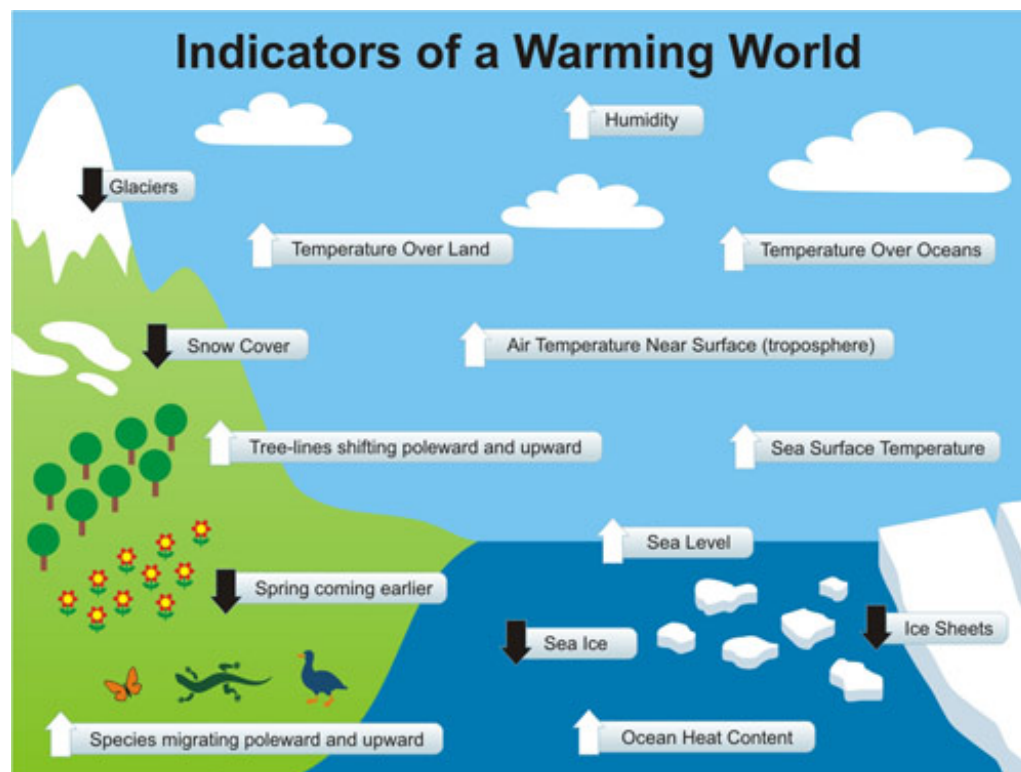 Indicators of a Warming World
Humidity
Glaciers
Temperature Over Land
Temperature Over Oceans
Snow Cover
Air Temperature Near Surface (troposphere)
Tree-lines shifting poleward and upward
Sea Surface Temperature
Sea Level
Spring coming earlier
Ice Sheets
Sea Ice
Species migrating poleward and upward
Ocean Heat Content